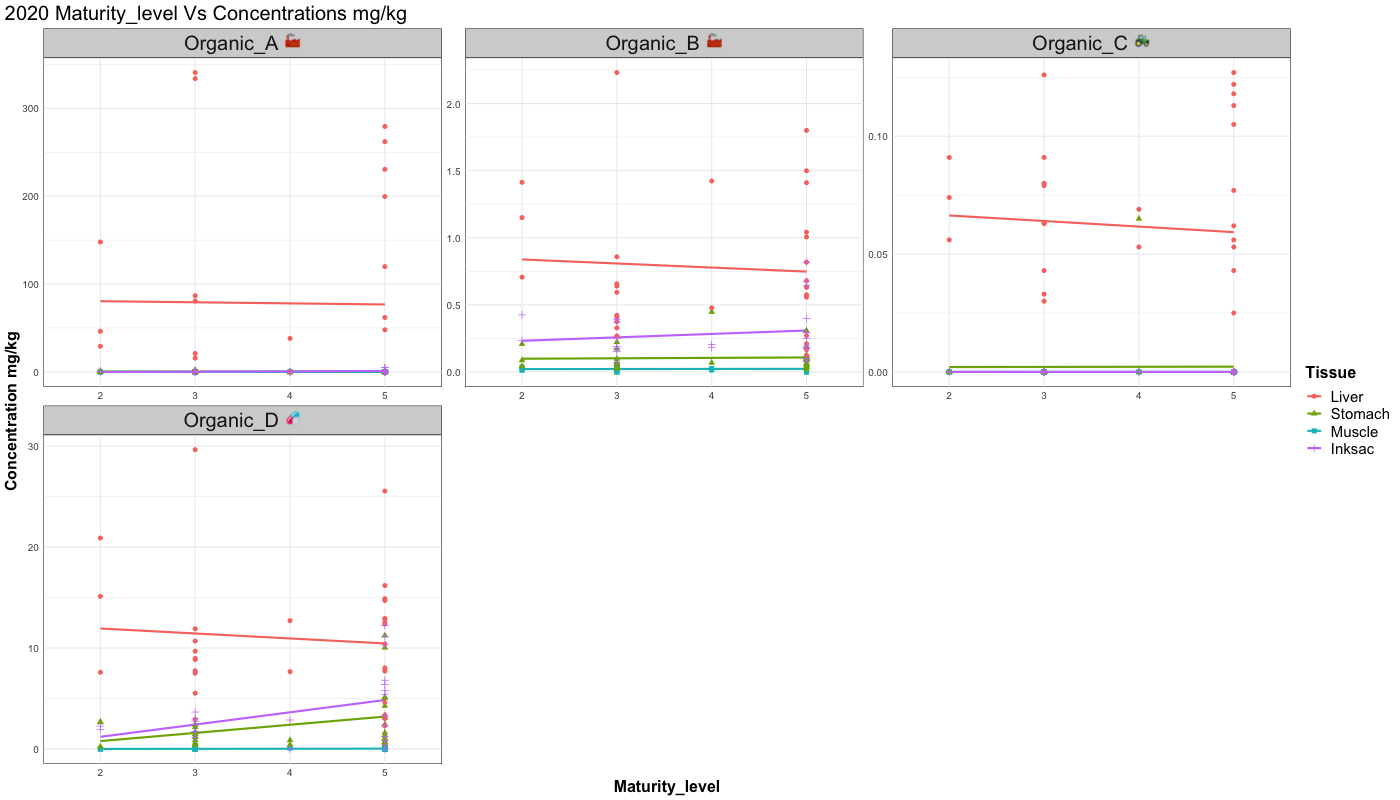 2020 Maturity_level Vs Concentrations mg/kg
Organic_A 🏭
Organic_B 🏭
Organic_C 🚜
300
200
100
0
2 3 4 5
2.0
1.5
1.0
0.5
0.0
2 3 4 5
0.10
0.05
0.00
2 3 4 5
Organic_D 💊
30
20
10
0
2 3 4 5
Concentration mg/kg
Maturity_level
Tissue
Liver
Stomach
Muscle
Inksac